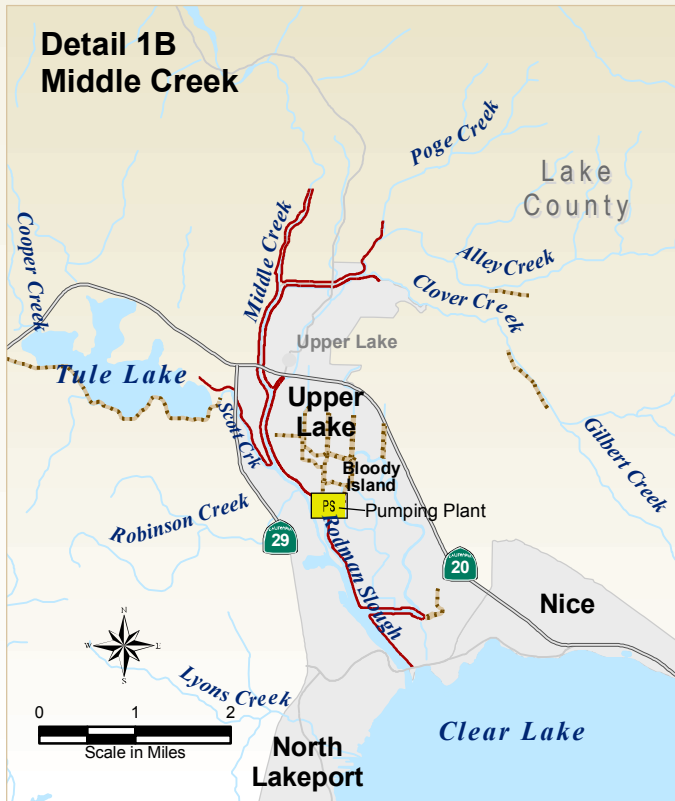 Detail 1B
Middle Creek
Poge Creek
Lake
County
Cooper Creek
Middle Creek
Alley Creek
Clover Creek
Upper Lake
Tule Lake
Upper
Lake
Scott Crk
Bloody
Island
Gilbert Creek
PS
Pumping Plant
Robinson Creek
29
Rodman Slough
20
Nice
N
W
E
S
Lyons Creek
0 1 2
Scale in Miles
Clear Lake
North
Lakeport